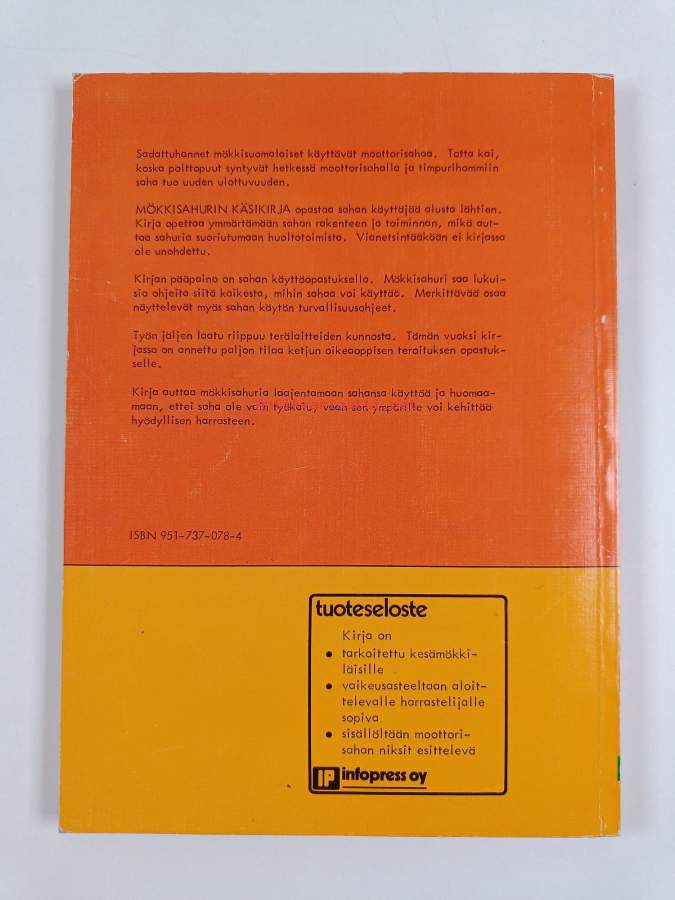 Sadattuhannet mökkisuomalaiset käyttävät moottorisahaa. Totta kai,
koska polttopuut syntyvät hetkessä moottorisahalla ja timpurihommiin
saha tuo uuden ulottuvuuden.
MÖKKISAHURIN KÄSIKIRJA opastaa sahan käyttäjää alusta lähtien.
Kirja opettaa ymmärtämään sahan rakenteen ja toiminnan, mikä aut-
taa sahuria suoriutumaan huoltotoimista. Vianetsintääkään ei kirjassa
ole unohdettu.
Kirjan pääpaino on sahan käyttöopastuksella. Mökkisahuri saa lukui-
sia ohjeita siitä kaikesta, mihin sahaa voi käyttää. Merkittävää osaa
näyttelevät myös sahan käytön turvallisuusohjeet.
Työn jäljen laatu riippuu terälaitteiden kunnosta. Tämän vuoksi kir-
jassa on annettu paljon tilaa ketjun oikeaoppisen teroituksen opastuk-
selle.
Kirja auttaa mökkisahuria laajentamaan sahansa käyttöä ja huomaa-
maan, ettei saha ole vain työkalu, vaan sen ympärille voi kehittää
hyödyllisen harrasteen.
ISBN 951-737-078-4
tuoteseloste
Kirja on
• tarkoitettu kesämökki-
läisille
• vaikeusasteeltaan aloit-
televalle harrastelijalle
sopiva
• sisällöltään moottori-
sahan niksit esittelevä
IP infopress oy